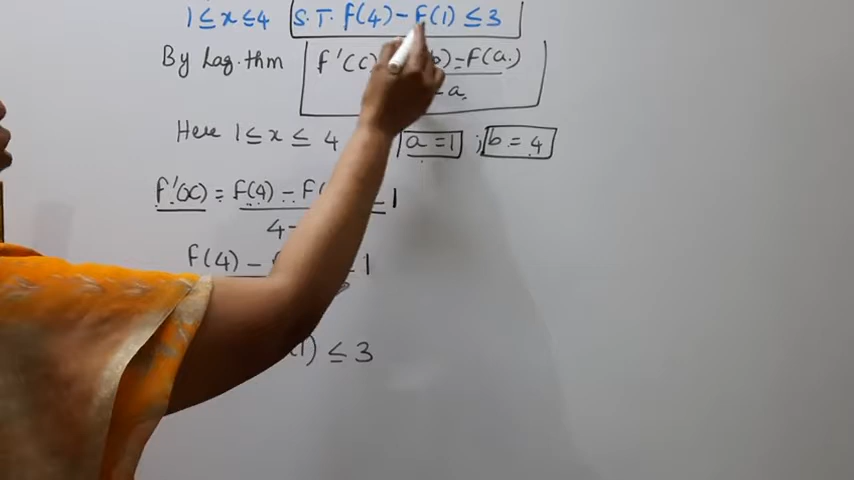 1 ≤ x ≤ 4 S.T. f(4) - f(1) ≤ 3
By Lag. thm f'(c) b) = f(a)
- a
Here 1 ≤ x ≤ 4 a = 1 ; b = 4
f'(x) = f(4) - f 1
4 -
f(4) - 1
1) ≤ 3